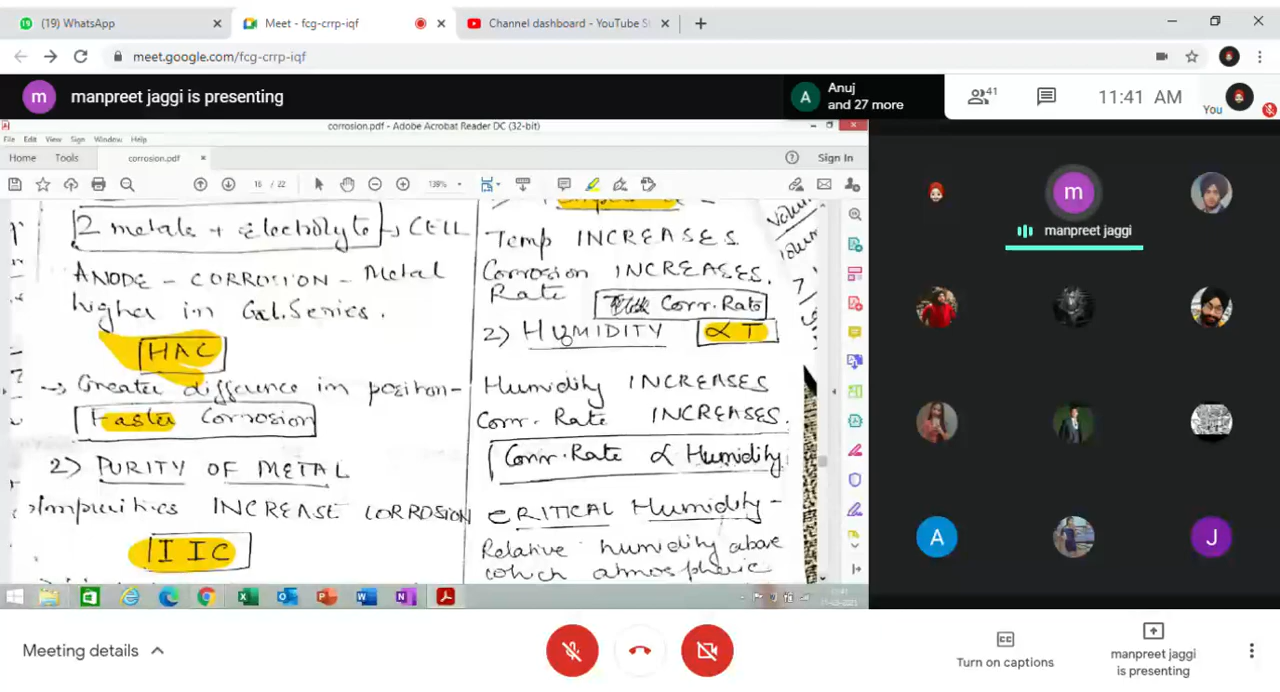 (19) WhatsApp
Meet - fcg-crrp-iqf
Channel dashboard - YouTube St
meet.google.com/fcg-crrp-iqf
m
manpreet jaggi is presenting
A
Anuj
and 27 more
41
11:41 AM
You
corrosion.pdf - Adobe Acrobat Reader DC (32-bit)
File Edit View Sign Window Help
Home Tools corrosion.pdf
Sign In
16 / 22
139%
2 metals + Electrolyte → CELL
ANODE - CORROSION - Metal
higher in Gal. Series.
HAC
→ Greater difference in position-
Faster Corrosion
2) PURITY OF METAL
Impurities INCREASE CORROSION
IIC
Temp INCREASES
Corrosion INCREASES.
Rate
Corr. Rate
2) HUMIDITY
∝ T
Humidity INCREASES
Corr. Rate INCREASES.
Corr. Rate ∝ Humidity
CRITICAL Humidity-
Relative humidity above
which atmospheric
m
manpreet jaggi
A
J
Meeting details
CC
Turn on captions
manpreet jaggi
is presenting